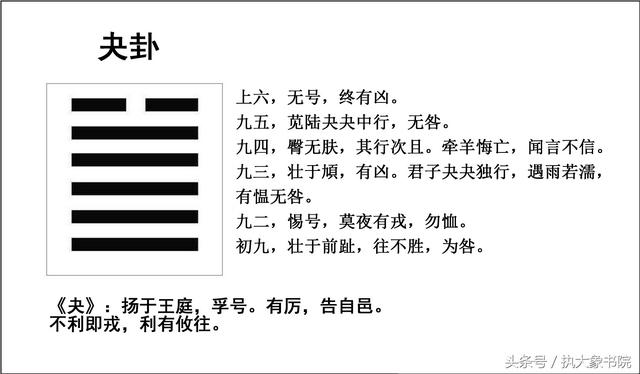 夬卦
上六，无号，终有凶。
九五，苋陆夬夬中行，无咎。
九四，臀无肤，其行次且。牵羊悔亡，闻言不信。
九三，壮于頄，有凶。君子夬夬独行，遇雨若濡，
有愠无咎。
九二，惕号，莫夜有戎，勿恤。
初九，壮于前趾，往不胜，为咎。
《夬》：扬于王庭，孚号。有厉，告自邑。
不利即戎，利有攸往。
头条号／执大象书院